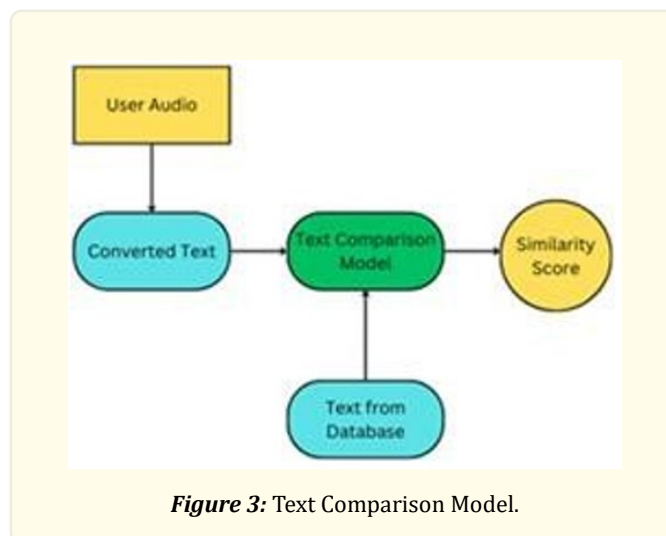 User Audio
Converted Text
Text Comparison
Model
Similarity
Score
Text from
Database
Figure 3: Text Comparison Model.